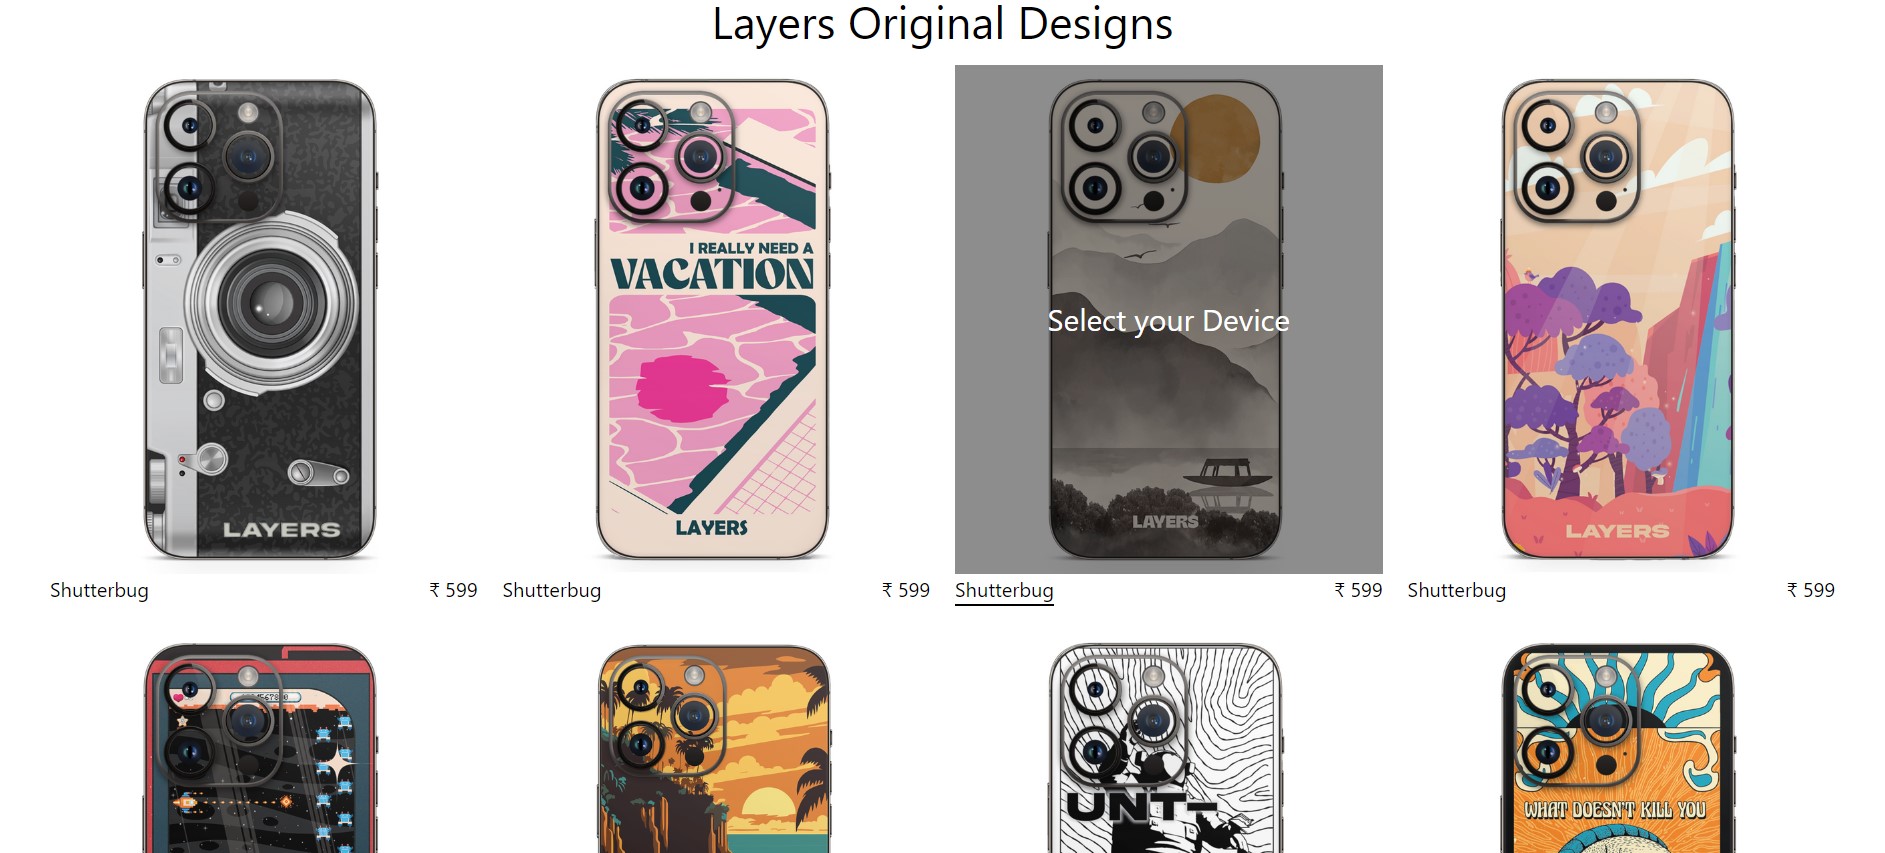 Layers Original Designs
LAYERS
I REALLY NEED A
VACATION
LAYERS
Select your Device
LAYERS
LAYERS
Shutterbug ₹ 599
Shutterbug ₹ 599
Shutterbug ₹ 599
Shutterbug ₹ 599
UNT–
WHAT DOESN'T KILL YOU